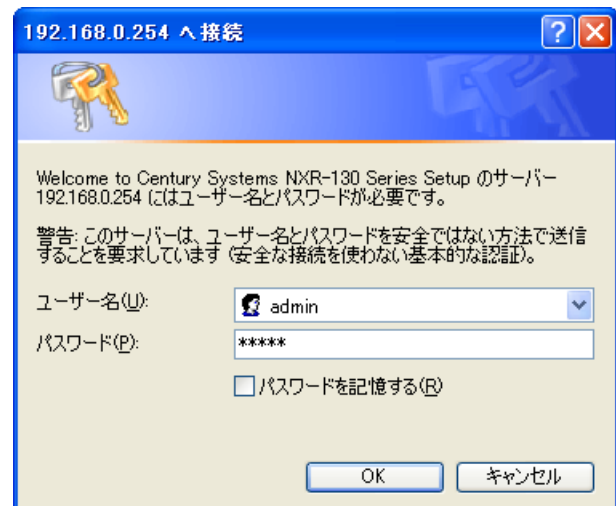 192.168.0.254 へ接続
Welcome to Century Systems NXR-130 Series Setup のサーバー
192.168.0.254 にはユーザー名とパスワードが必要です。
警告: このサーバーは、ユーザー名とパスワードを安全ではない方法で送信
することを要求しています (安全な接続を使わない基本的な認証)。
ユーザー名(U):
admin
パスワード(P):
*****
パスワードを記憶する(R)
OK
キャンセル